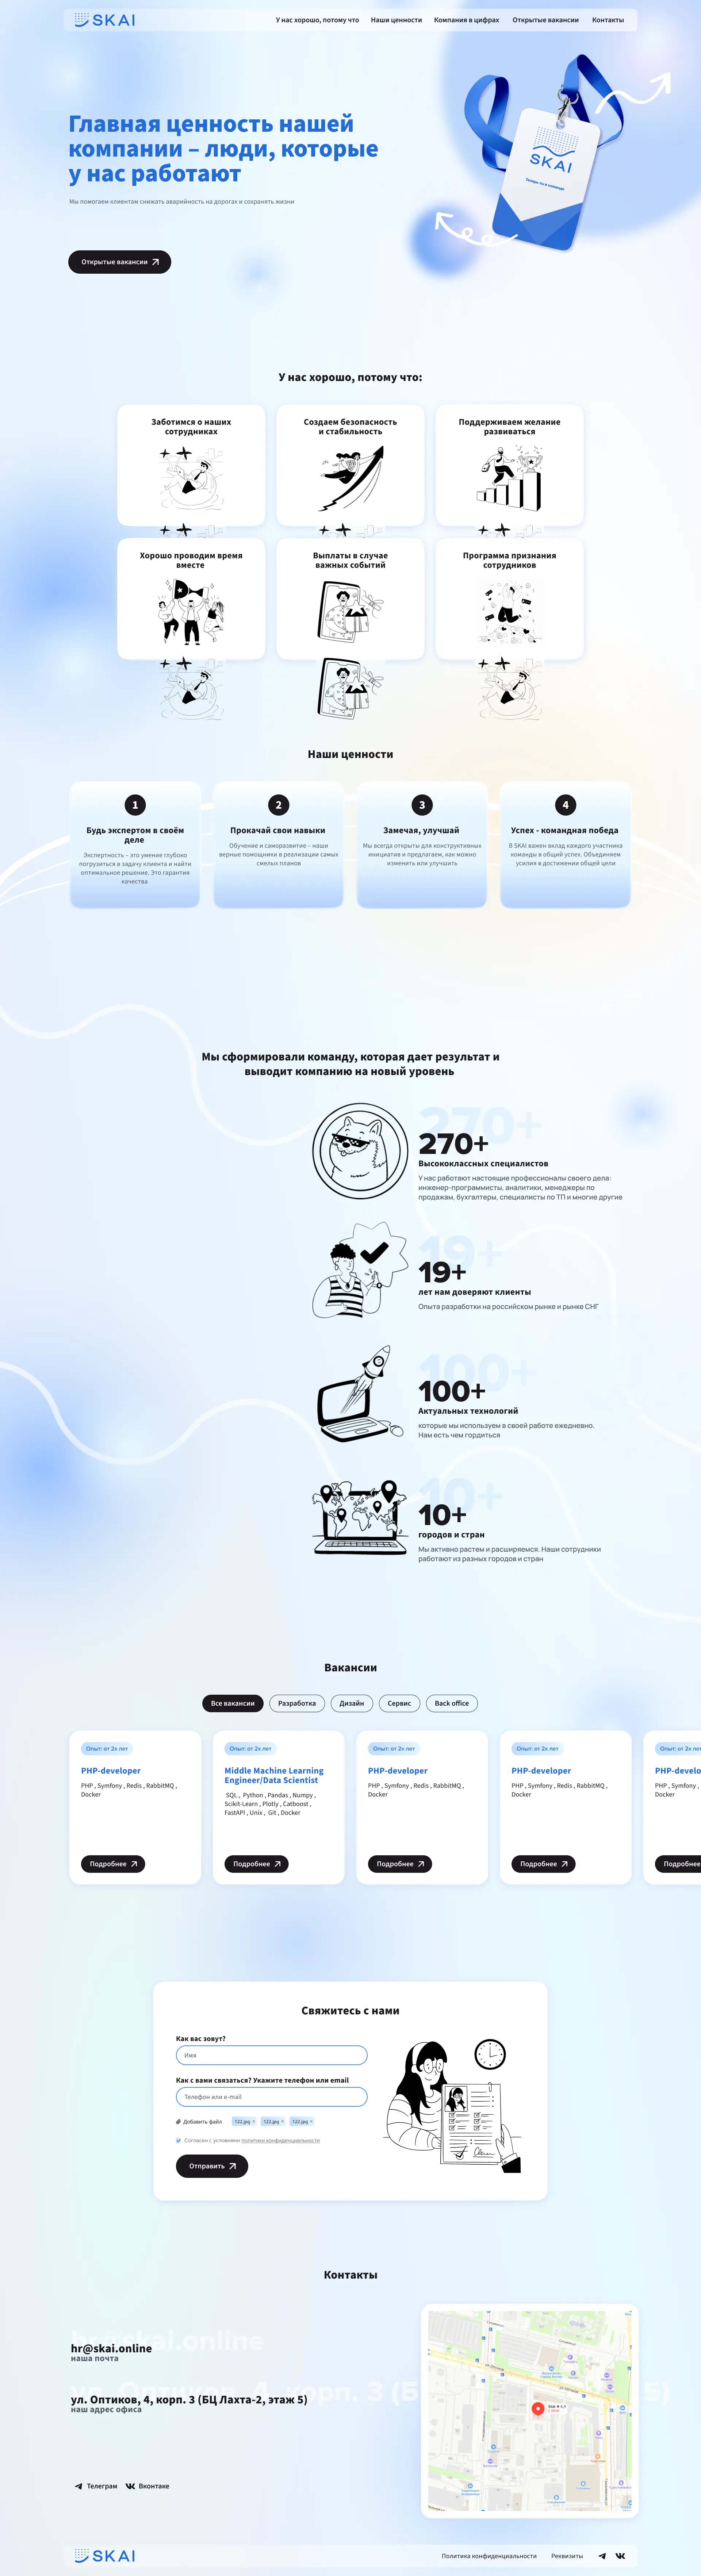 SKAI
У нас хорошо, потому что
Наши ценности
Компания в цифрах
Открытые вакансии
Контакты
Главная ценность нашей
компании – люди, которые
у нас работают
Мы помогаем клиентам снижать аварийность на дорогах и сохранять жизни
Открытые вакансии
SKAI
Теперь ты в команде
У нас хорошо, потому что:
Заботимся о наших
сотрудниках
Создаем безопасность
и стабильность
Поддерживаем желание
развиваться
Хорошо проводим время
вместе
Выплаты в случае
важных событий
Программа признания
сотрудников
Наши ценности
1
Будь экспертом в своём
деле
Экспертность – это умение глубоко
погрузиться в задачу клиента и найти
оптимальное решение. Это гарантия
качества
2
Прокачай свои навыки
Обучение и саморазвитие – наши
верные помощники в реализации самых
смелых планов
3
Замечая, улучшай
Мы всегда открыты для конструктивных
инициатив и предлагаем, как можно
изменить или улучшить
4
Успех - командная победа
В SKAI важен вклад каждого участника
команды в общий успех. Объединяем
усилия в достижении общей цели
Мы сформировали команду, которая дает результат и
выводит компанию на новый уровень
270+
270+
Высококлассных специалистов
У нас работают настоящие профессионалы своего дела:
инженер-программисты, аналитики, менеджеры по
продажам, бухгалтеры, специалисты по ТП и многие другие
19+
19+
лет нам доверяют клиенты
Опыта разработки на российском рынке и рынке СНГ
100+
100+
Актуальных технологий
которые мы используем в своей работе ежедневно.
Нам есть чем гордиться
10+
10+
городов и стран
Мы активно растем и расширяемся. Наши сотрудники
работают из разных городов и стран
Вакансии
Все вакансии
Разработка
Дизайн
Сервис
Back office
Опыт: от 2х лет
PHP-developer
PHP , Symfony , Redis , RabbitMQ ,
Docker
Подробнее
Опыт: от 2х лет
Middle Machine Learning
Engineer/Data Scientist
SQL , Python , Pandas , Numpy ,
Scikit-Learn , Plotly , Catboost ,
FastAPI , Unix , Git , Docker
Подробнее
Опыт: от 2х лет
PHP-developer
PHP , Symfony , Redis , RabbitMQ ,
Docker
Подробнее
Опыт: от 2х лет
PHP-developer
PHP , Symfony , Redis , RabbitMQ ,
Docker
Подробнее
Опыт: от 2х лет
PHP-develo
PHP , Symfony ,
Docker
Подробнее
Свяжитесь с нами
Как вас зовут?
Имя
Как с вами связаться? Укажите телефон или email
Телефон или e-mail
Добавить файл
122.jpg ×
122.jpg ×
122.jpg ×
Согласен с условиями политики конфиденциальности
Отправить
Контакты
hr@skai.online
hr@skai.online
наша почта
ул. Оптиков, 4, корп. 3 (БЦ Лахта-2, этаж 5)
наш адрес офиса
Телеграм
Вконтаке
SKAI
Политика конфиденциальности
Реквизиты